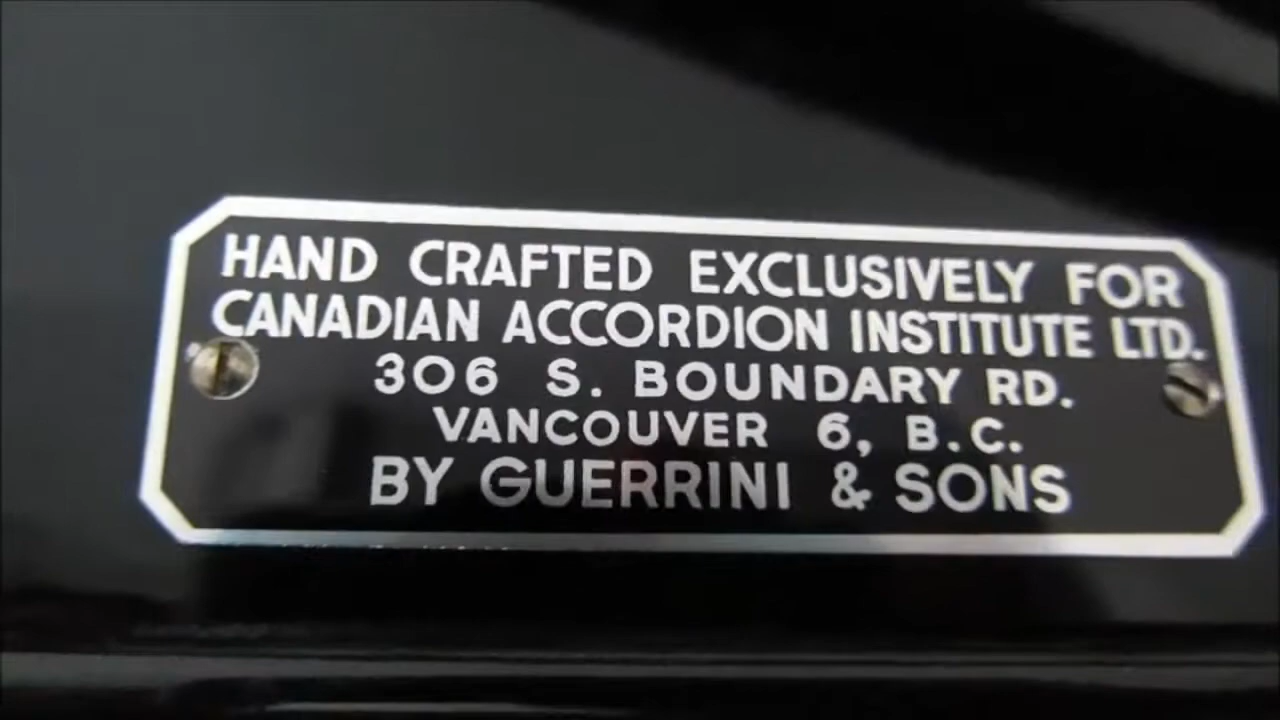 HAND CRAFTED EXCLUSIVELY FOR
CANADIAN ACCORDION INSTITUTE LTD.
306 S. BOUNDARY RD.
VANCOUVER 6, B.C.
BY GUERRINI & SONS